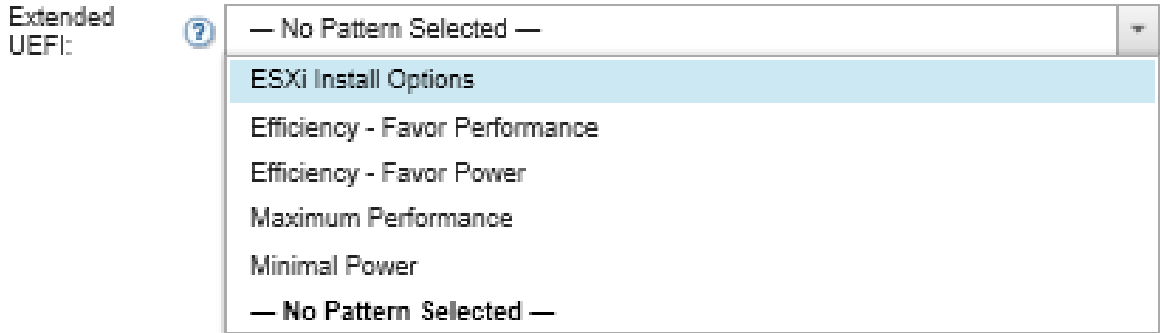 Extended
UEFI:
? — No Pattern Selected —
ESXi Install Options
Efficiency - Favor Performance
Efficiency - Favor Power
Maximum Performance
Minimal Power
— No Pattern Selected —